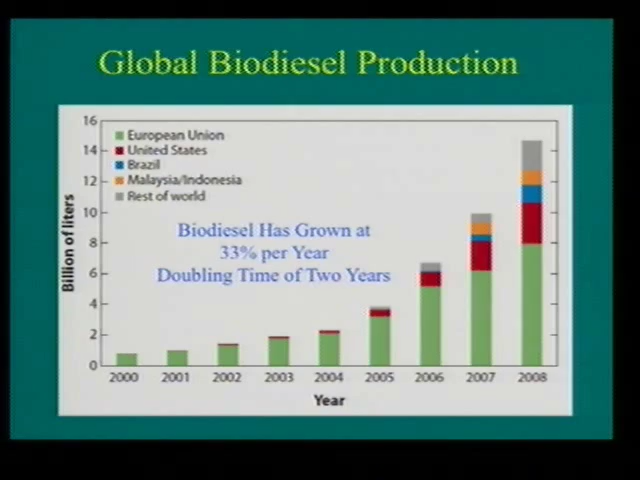 Global Biodiesel Production
16
14
12
10
8
6
4
2
0
Billion of liters
European Union
United States
Brazil
Malaysia/Indonesia
Rest of world
Biodiesel Has Grown at
33% per Year
Doubling Time of Two Years
2000 2001 2002 2003 2004 2005 2006 2007 2008
Year